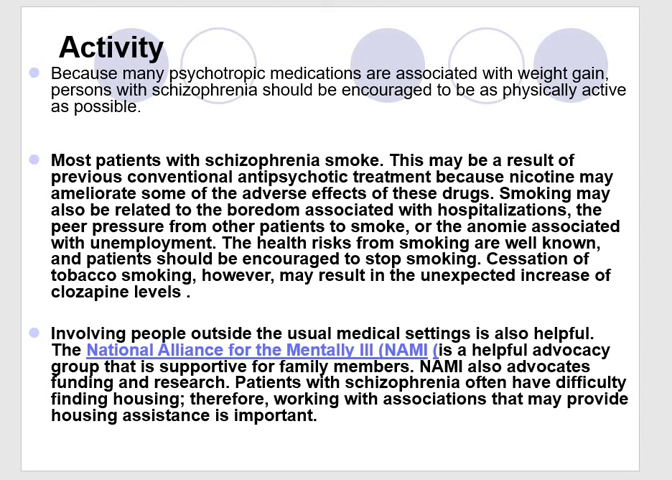 Activity
Because many psychotropic medications are associated with weight gain,
persons with schizophrenia should be encouraged to be as physically active
as possible.
Most patients with schizophrenia smoke. This may be a result of
previous conventional antipsychotic treatment because nicotine may
ameliorate some of the adverse effects of these drugs. Smoking may
also be related to the boredom associated with hospitalizations, the
peer pressure from other patients to smoke, or the anomie associated
with unemployment. The health risks from smoking are well known,
and patients should be encouraged to stop smoking. Cessation of
tobacco smoking, however, may result in the unexpected increase of
clozapine levels .
Involving people outside the usual medical settings is also helpful.
The National Alliance for the Mentally Ill (NAMI (is a helpful advocacy
group that is supportive for family members. NAMI also advocates
funding and research. Patients with schizophrenia often have difficulty
finding housing; therefore, working with associations that may provide
housing assistance is important.